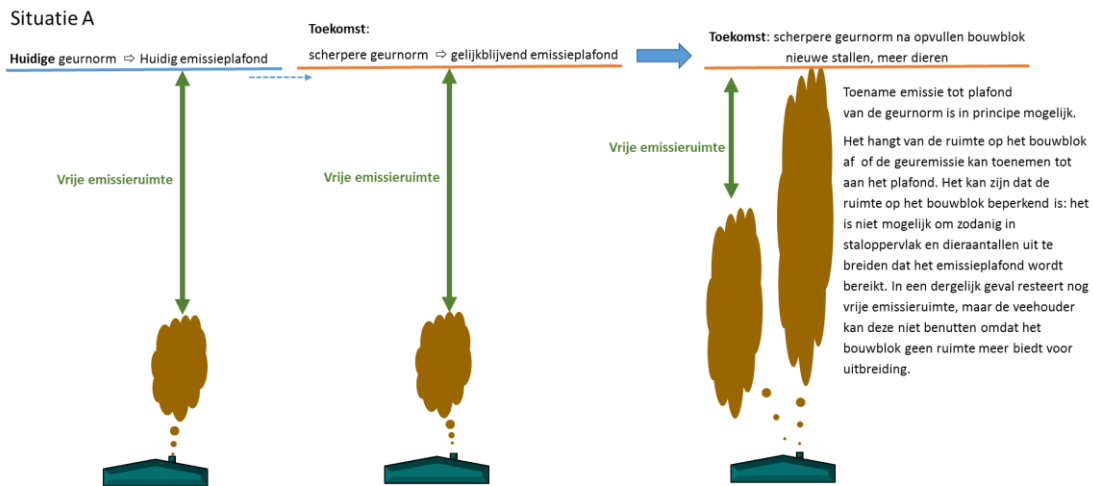 Situatie A
Huidige geurnorm ⇨ Huidig emissieplafond
Vrije emissieruimte
Toekomst:
scherpere geurnorm ⇨ gelijkblijvend emissieplafond
Vrije emissieruimte
Toekomst: scherpere geurnorm na opvullen bouwblok
nieuwe stallen, meer dieren
Vrije emissieruimte
Toename emissie tot plafond
van de geurnorm is in principe mogelijk.
Het hangt van de ruimte op het bouwblok
af of de geuremissie kan toenemen tot
aan het plafond. Het kan zijn dat de
ruimte op het bouwblok beperkend is: het
is niet mogelijk om zodanig in
staloppervlak en dieraantallen uit te
breiden dat het emissieplafond wordt
bereikt. In een dergelijk geval resteert nog
vrije emissieruimte, maar de veehouder
kan deze niet benutten omdat het
bouwblok geen ruimte meer biedt voor
uitbreiding.